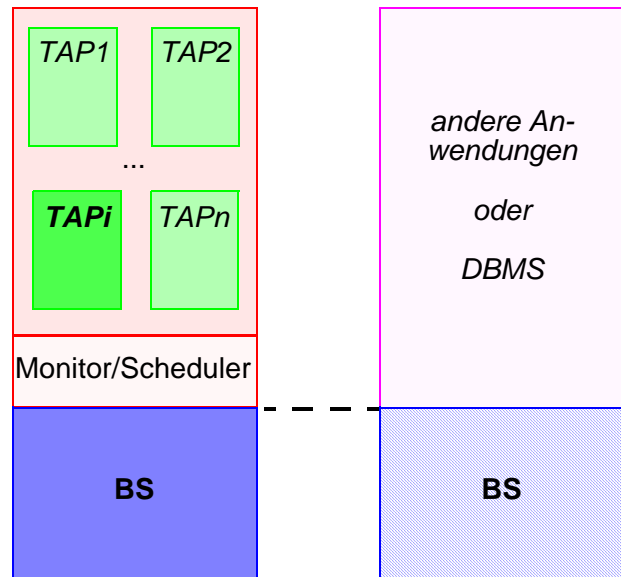 TAP1
TAP2
...
TAPi
TAPn
Monitor/Scheduler
BS
andere An-
wendungen
oder
DBMS
BS